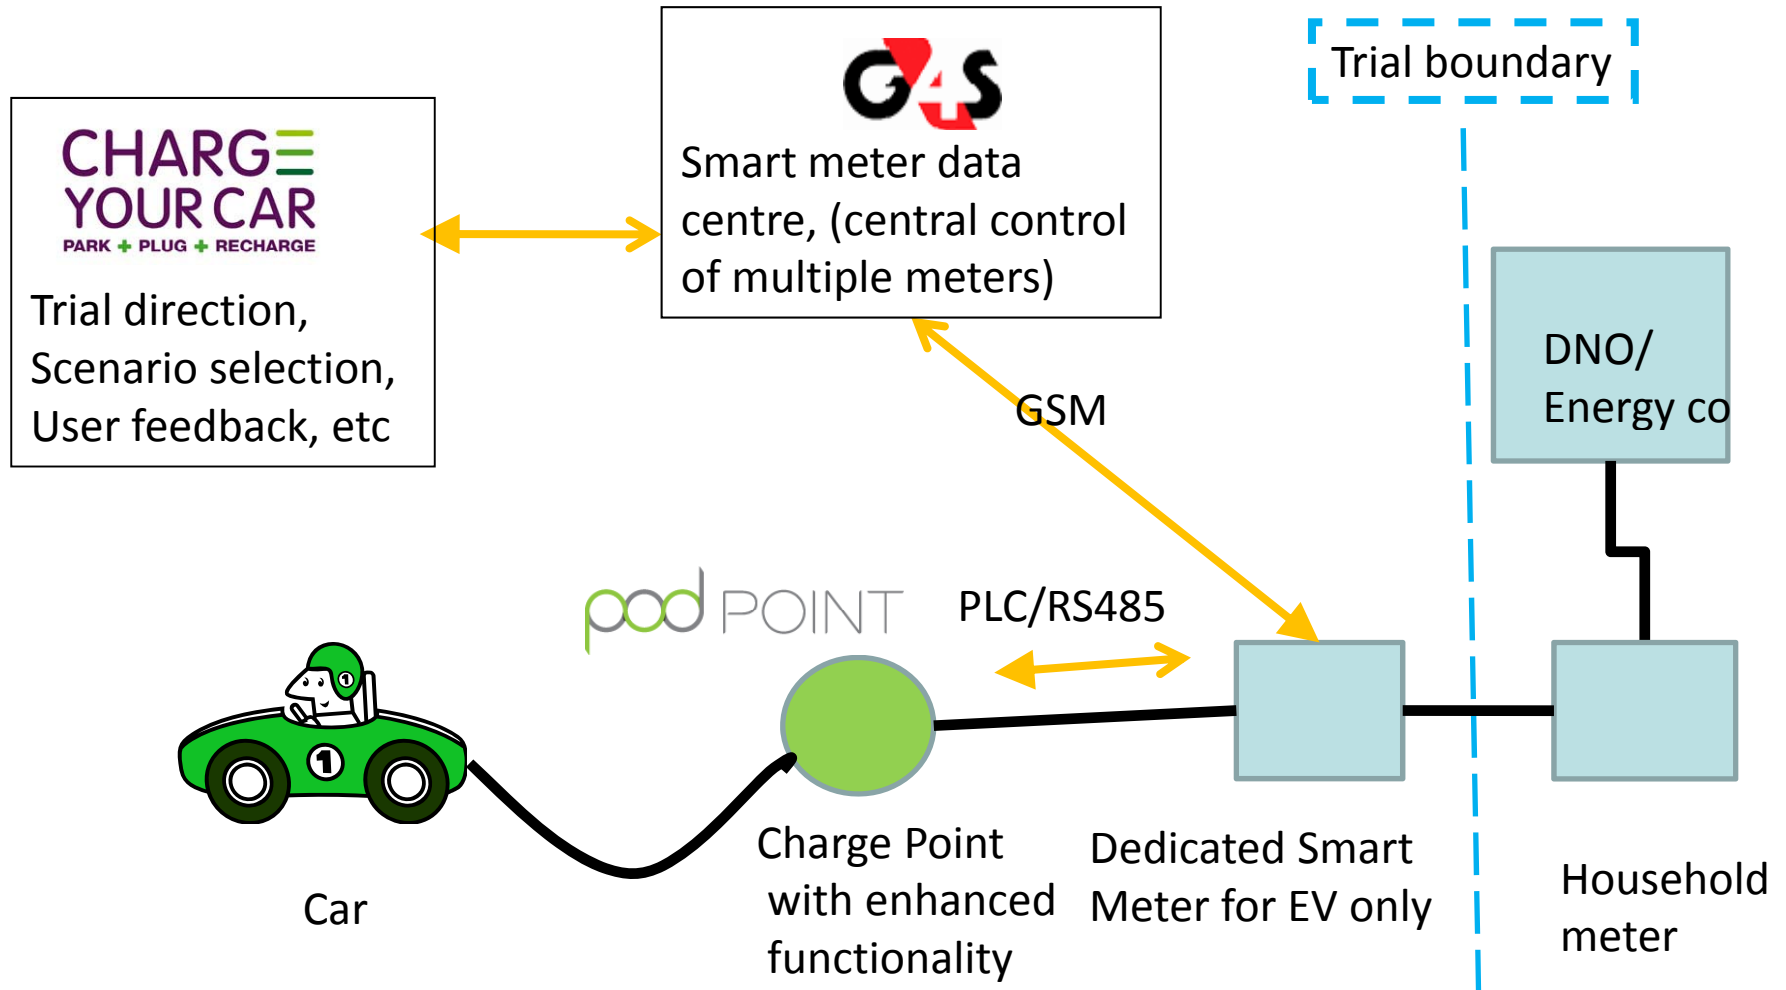 CHARGE
YOUR CAR
PARK + PLUG + RECHARGE
Trial direction,
Scenario selection,
User feedback, etc
G4S
Smart meter data
centre, (central control
of multiple meters)
Trial boundary
DNO/
Energy co
GSM
pod POINT
PLC/RS485
1
1
Car
Charge Point
with enhanced
functionality
Dedicated Smart
Meter for EV only
Household
meter